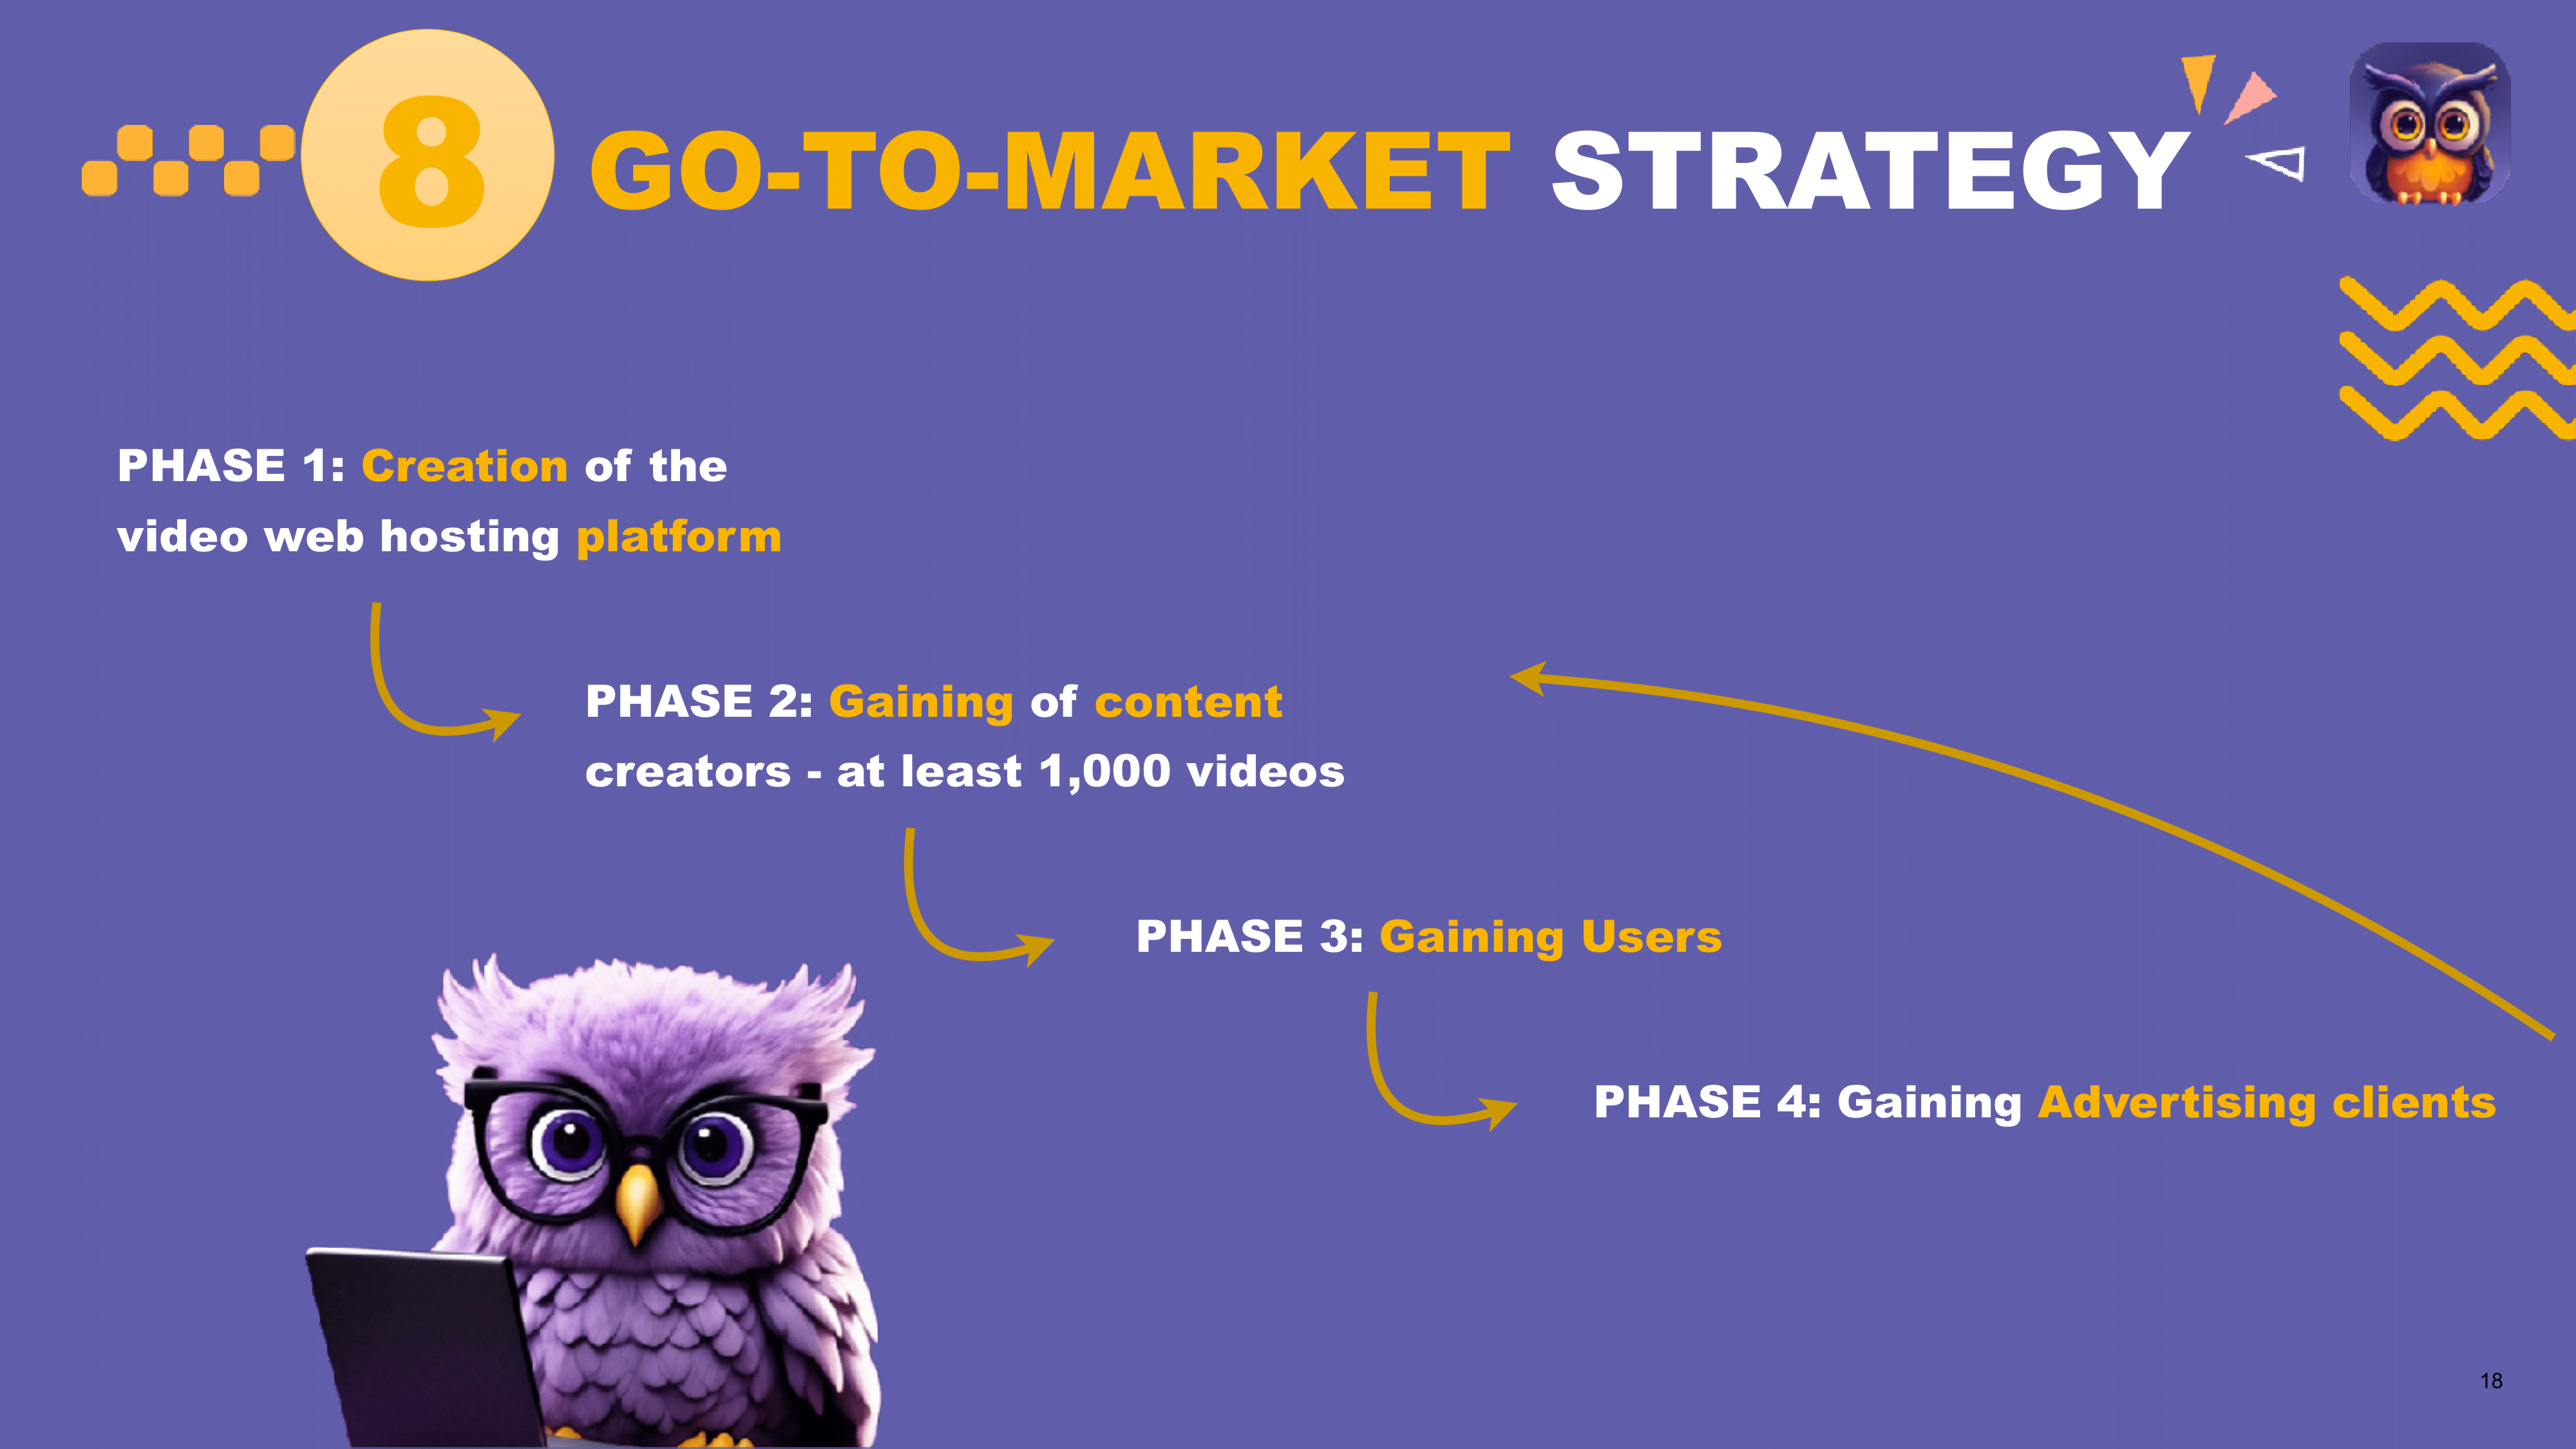 8
GO-TO-MARKET STRATEGY
PHASE 1: Creation of the
video web hosting platform
PHASE 2: Gaining of content
creators - at least 1,000 videos
PHASE 3: Gaining Users
PHASE 4: Gaining Advertising clients
18